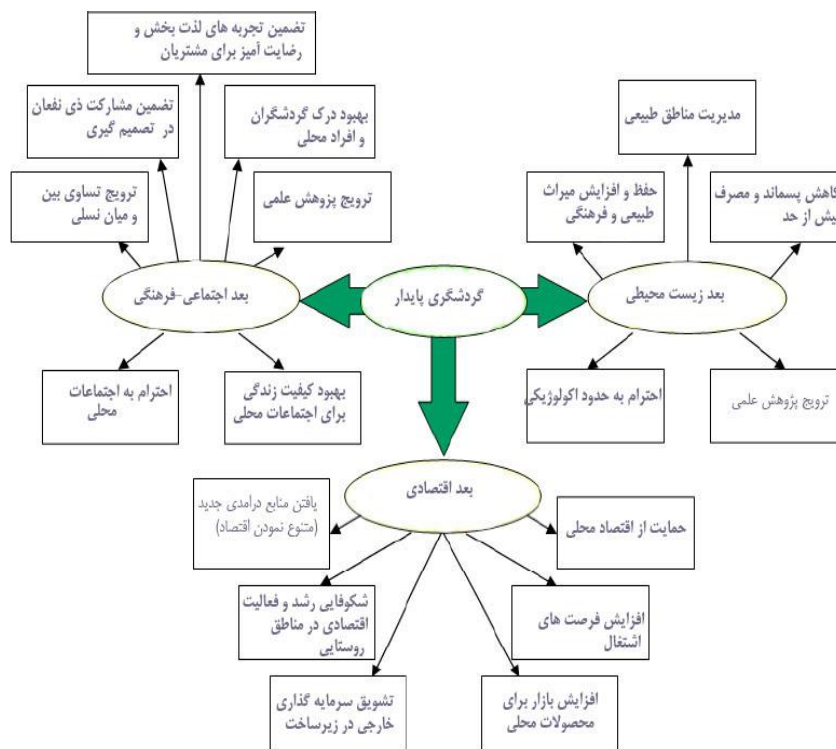 تضمین تجربه های لذت بخش و
رضایت آمیز برای مشتریان
مدیریت مناطق طبیعی
بهبود درک گردشگران
و افراد محلی
تضمین مشارکت ذی نفعان
در تصمیم گیری
کاهش پسماند و مصرف
بیش از حد
حفظ و افزایش میراث
طبیعی و فرهنگی
ترویج پزوهش علمی
ترویج تساوی بین
و میان نسلی
بعد زیست محیطی
گردشگری پایدار
بعد اجتماعی-فرهنگی
ترویج پژوهش علمی
احترام به حدود اکولوژیکی
بهبود کیفیت زندگی
برای اجتماعات محلی
احترام به اجتماعات
محلی
بعد اقتصادی
حمایت از اقتصاد محلی
یافتن منابع درامدی جدید
(متنوع نمودن اقتصاد)
افزایش فرصت های
اشتغال
شکوفایی رشد و فعالیت
اقتصادی در مناطق
روستایی
افزایش بازار برای
محصولات محلی
تشویق سرمایه گذاری
خارجی در زیرساخت